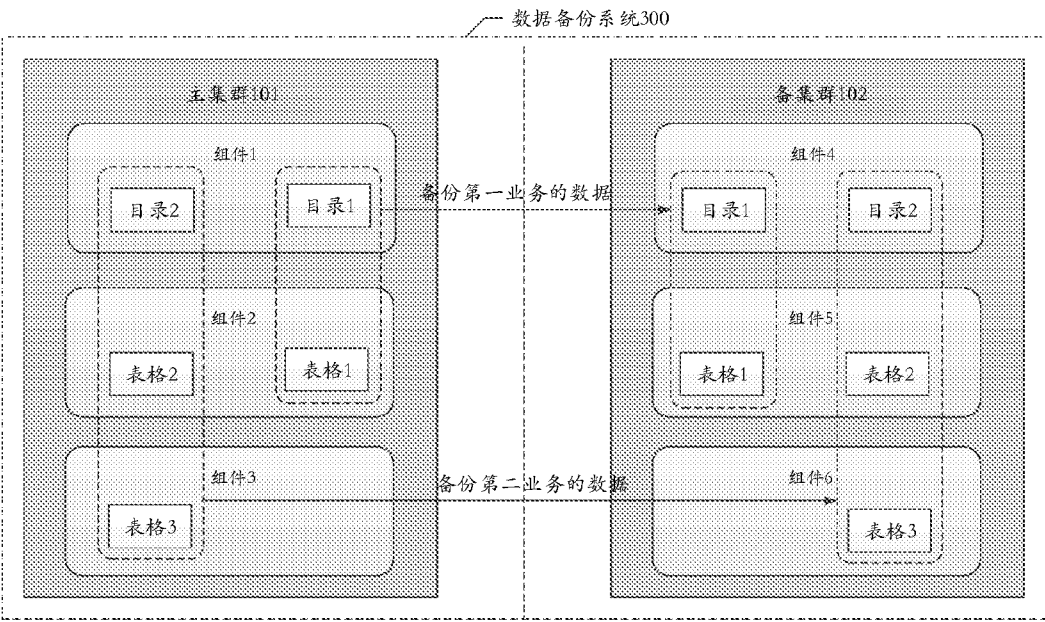 数据备份系统300
主集群101
组件1
目录2
目录1
组件2
表格2
表格1
组件3
表格3
备份第一业务的数据
备份第二业务的数据
备集群102
组件4
目录1
目录2
组件5
表格1
表格2
组件6
表格3